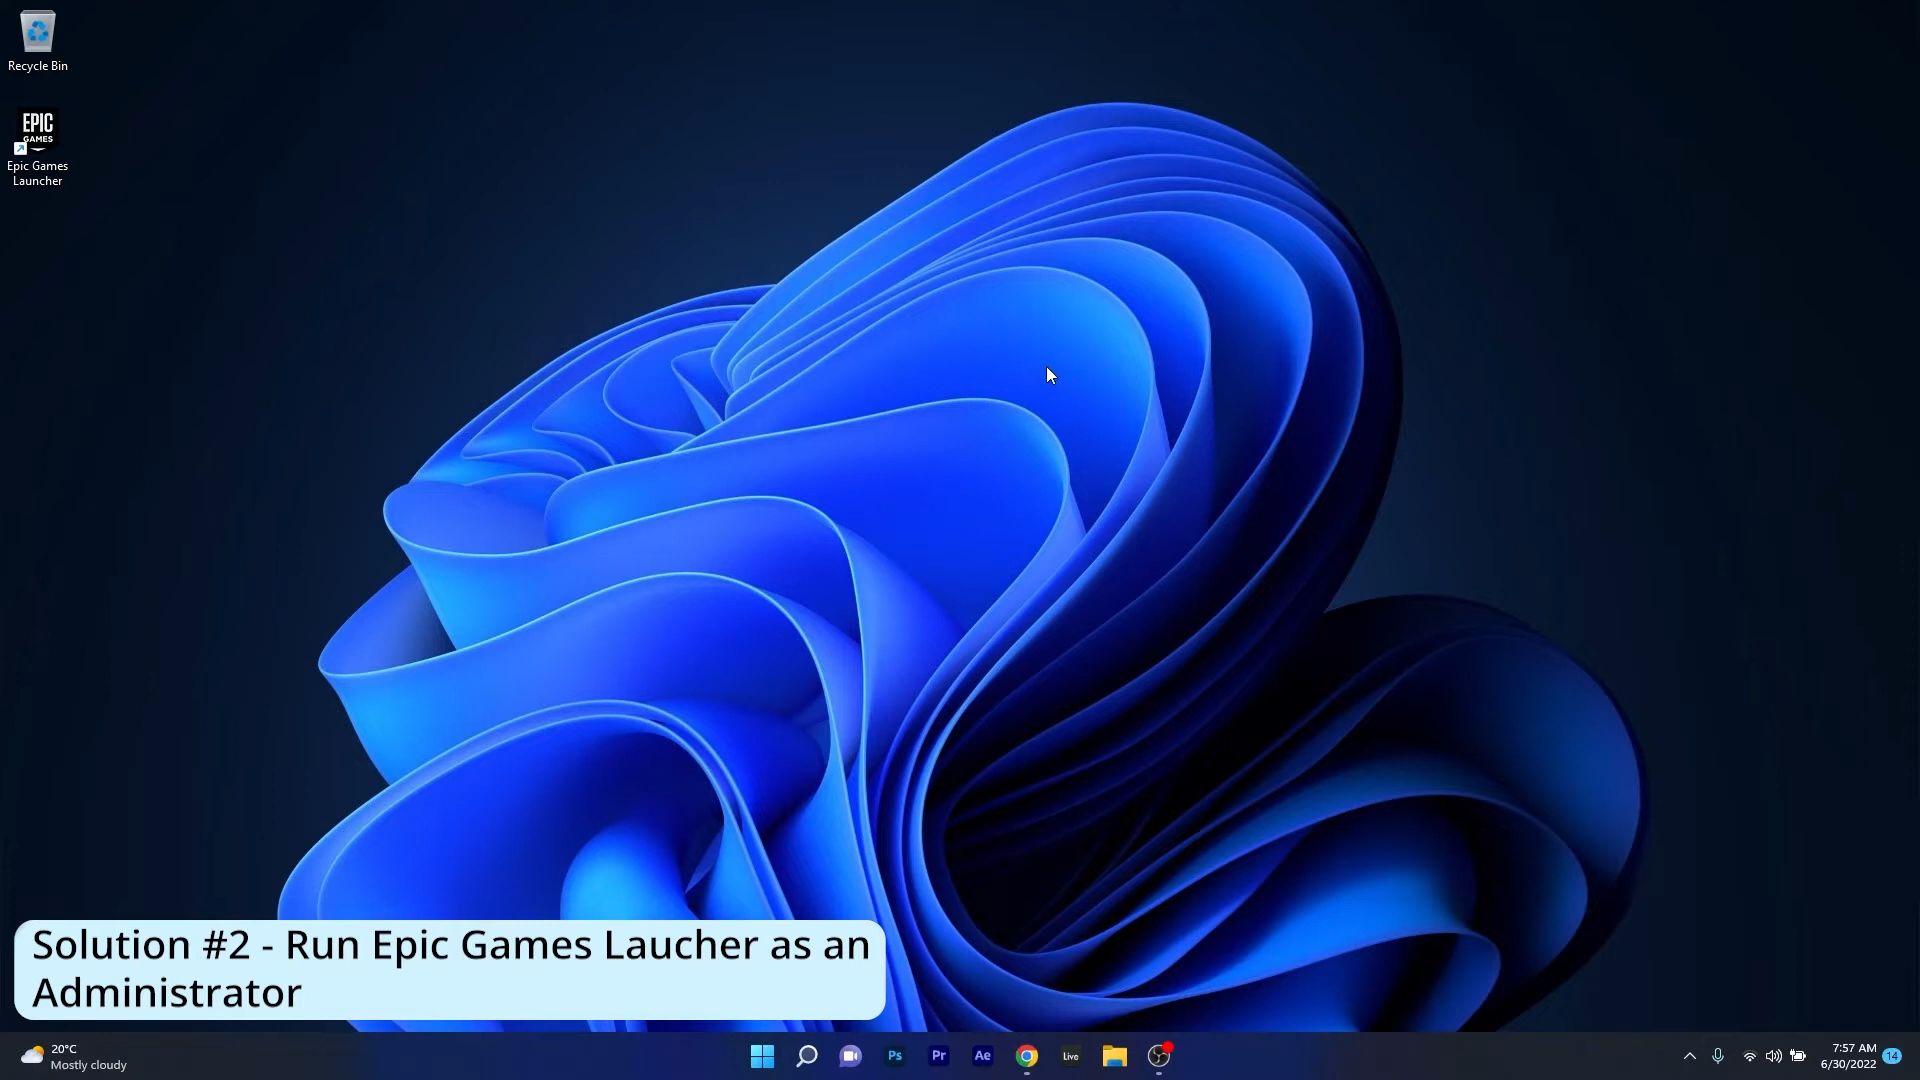 Recycle Bin
EPIC
GAMES
Epic Games
Launcher
Solution #2 - Run Epic Games Laucher as an
Administrator
20°C
Mostly cloudy
Ps
Pr
Ae
Live
7:57 AM
6/30/2022
14